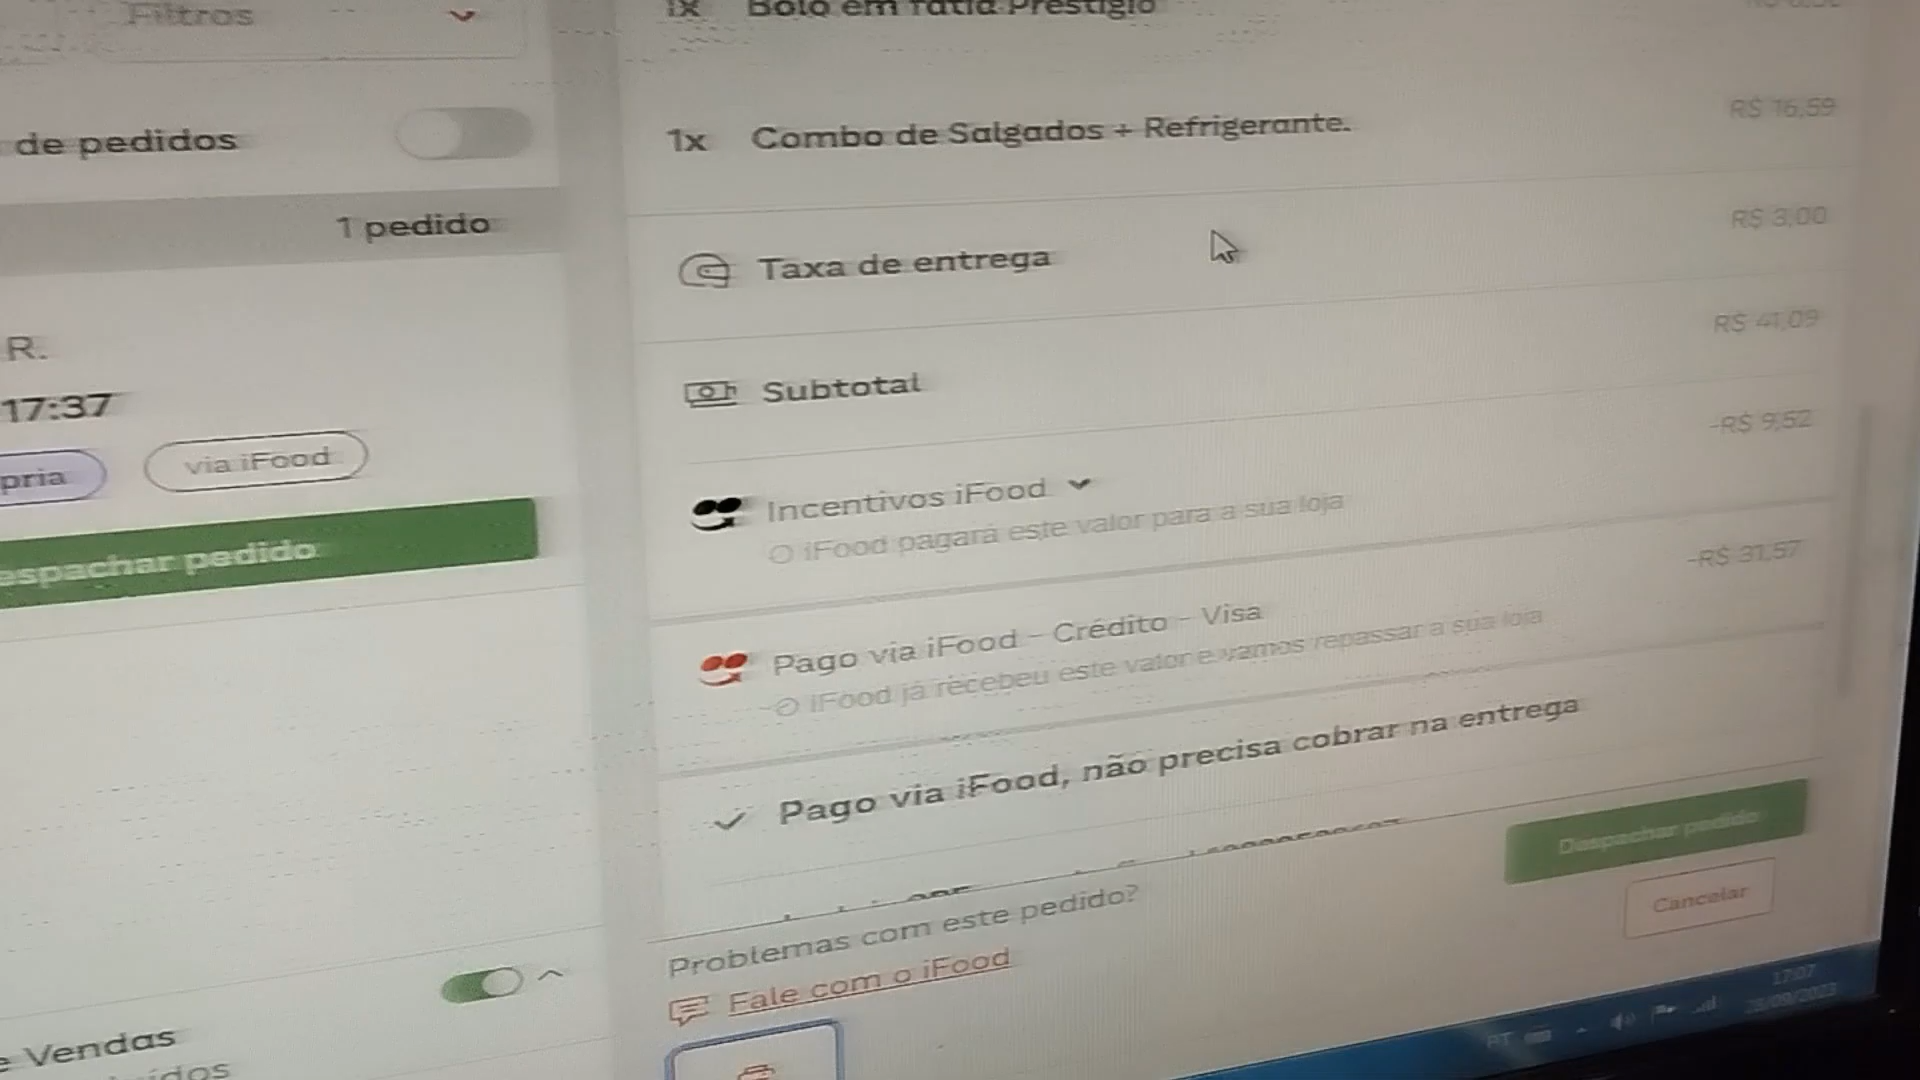 Filtros
de pedidos
1 pedido
R.
17:37
pria
via iFood
espachar pedido
e Vendas
1x Bolo em fatia Prestígio
1x Combo de Salgados + Refrigerante.
R$ 16,59
Taxa de entrega
R$ 3,00
Subtotal
R$ 41,09
Incentivos iFood
-R$ 9,52
O iFood pagará este valor para a sua loja
Pago via iFood - Crédito - Visa
-R$ 31,57
O iFood já recebeu este valor e vamos repassar a sua loja
Pago via iFood, não precisa cobrar na entrega
Problemas com este pedido?
Fale com o iFood
Despachar pedido
Cancelar
PT
17:07